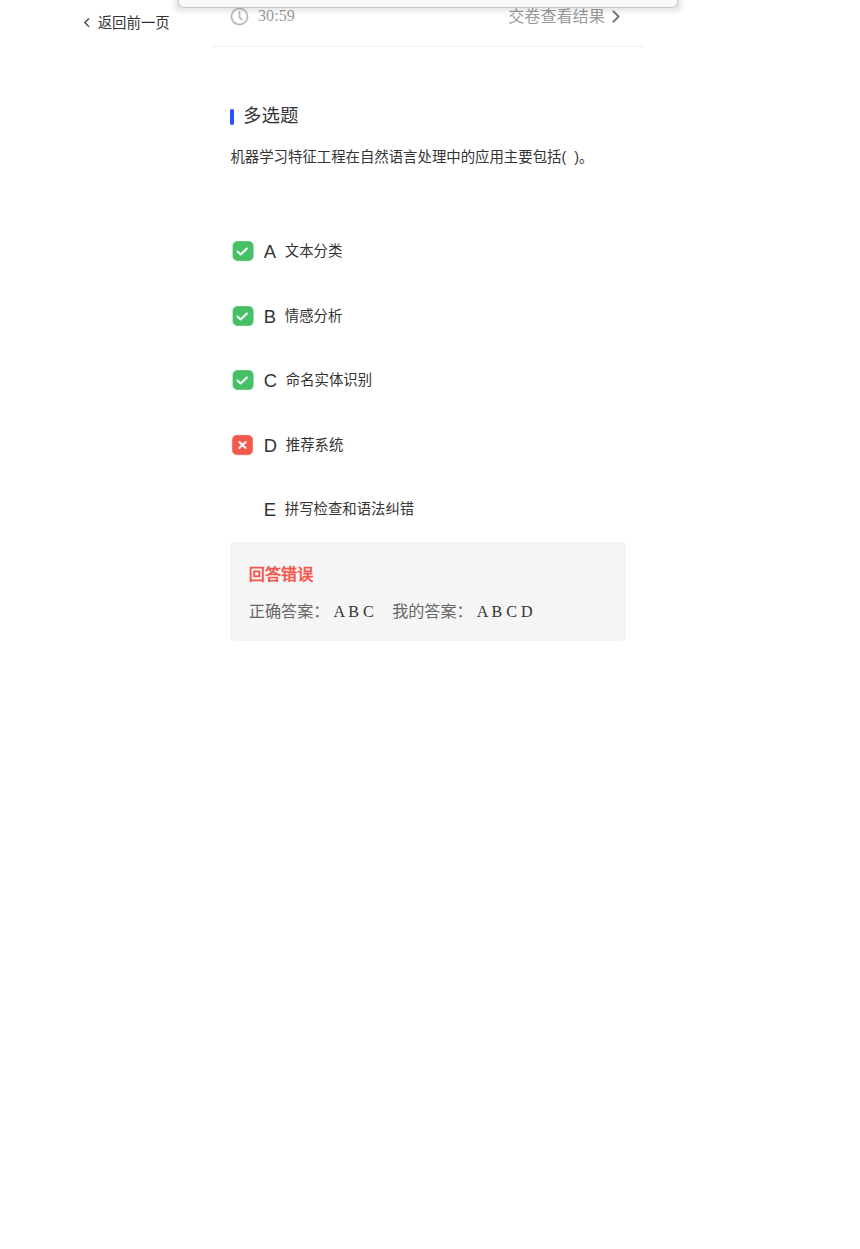 返回前一页
30:59 交卷查看结果
多选题
机器学习特征工程在自然语言处理中的应用主要包括( )。
A 文本分类
B 情感分析
C 命名实体识别
D 推荐系统
E 拼写检查和语法纠错
回答错误
正确答案： A B C 我的答案： A B C D